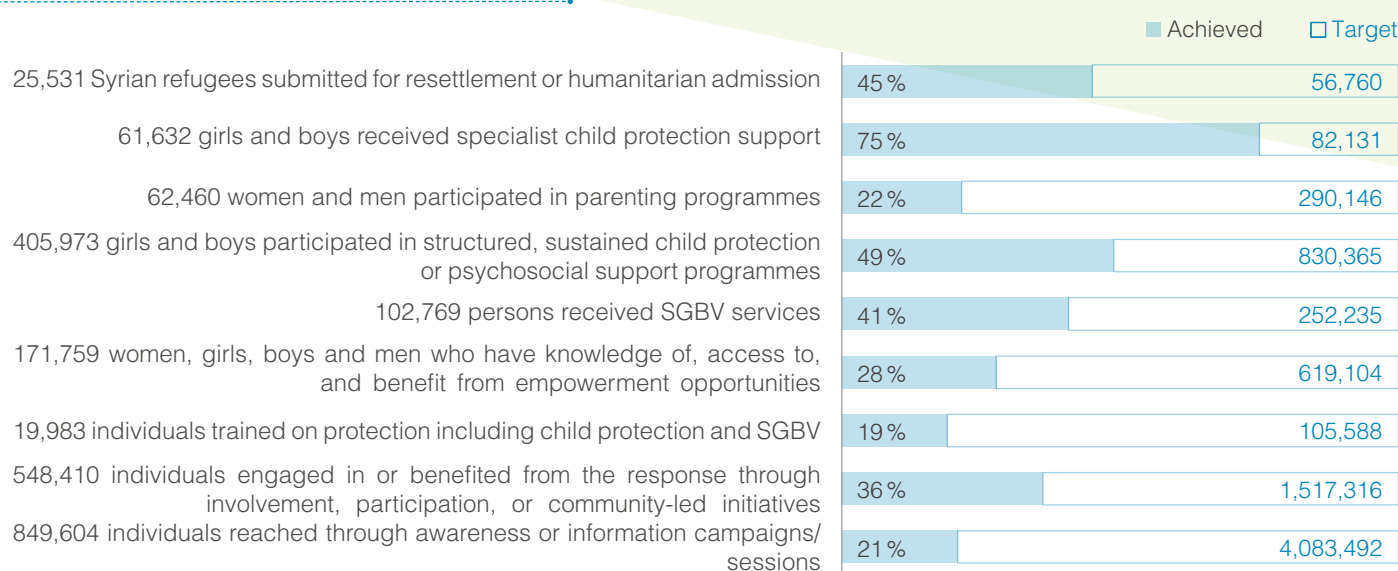 Achieved Target
25,531 Syrian refugees submitted for resettlement or humanitarian admission 45% 56,760
61,632 girls and boys received specialist child protection support 75% 82,131
62,460 women and men participated in parenting programmes 22% 290,146
405,973 girls and boys participated in structured, sustained child protection
or psychosocial support programmes 49% 830,365
102,769 persons received SGBV services 41% 252,235
171,759 women, girls, boys and men who have knowledge of, access to,
and benefit from empowerment opportunities 28% 619,104
19,983 individuals trained on protection including child protection and SGBV 19% 105,588
548,410 individuals engaged in or benefited from the response through
involvement, participation, or community-led initiatives 36% 1,517,316
849,604 individuals reached through awareness or information campaigns/
sessions 21% 4,083,492